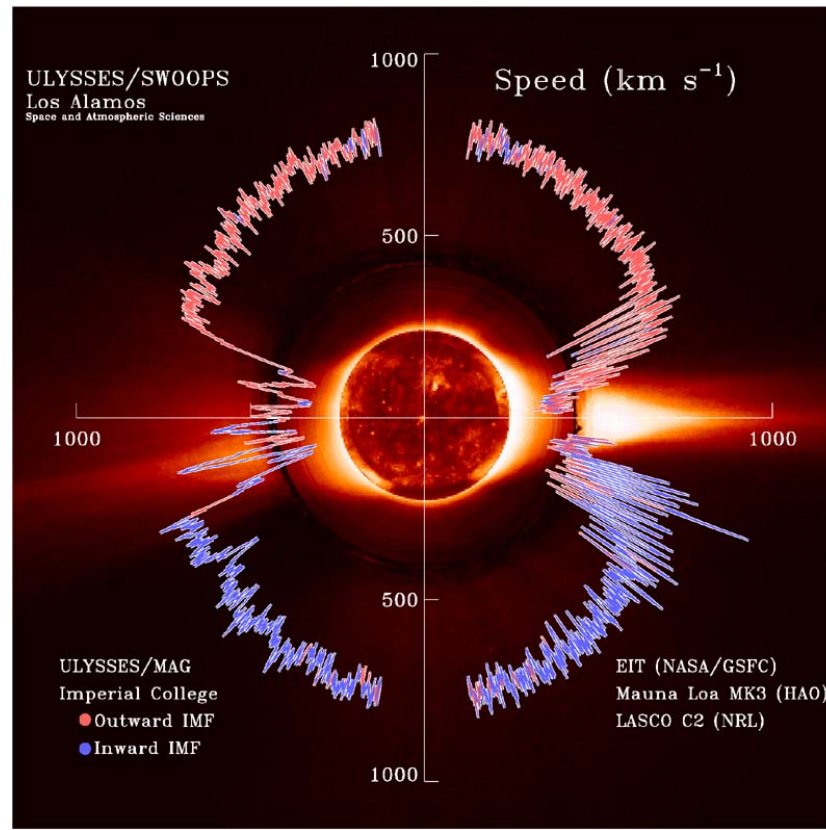 ULYSSES/SWOOPS
Los Alamos
Space and Atmospheric Sciences
Speed (km s⁻¹)
1000
500
1000
1000
500
1000
ULYSSES/MAG
Imperial College
Outward IMF
Inward IMF
EIT (NASA/GSFC)
Mauna Loa MK3 (HAO)
LASCO C2 (NRL)